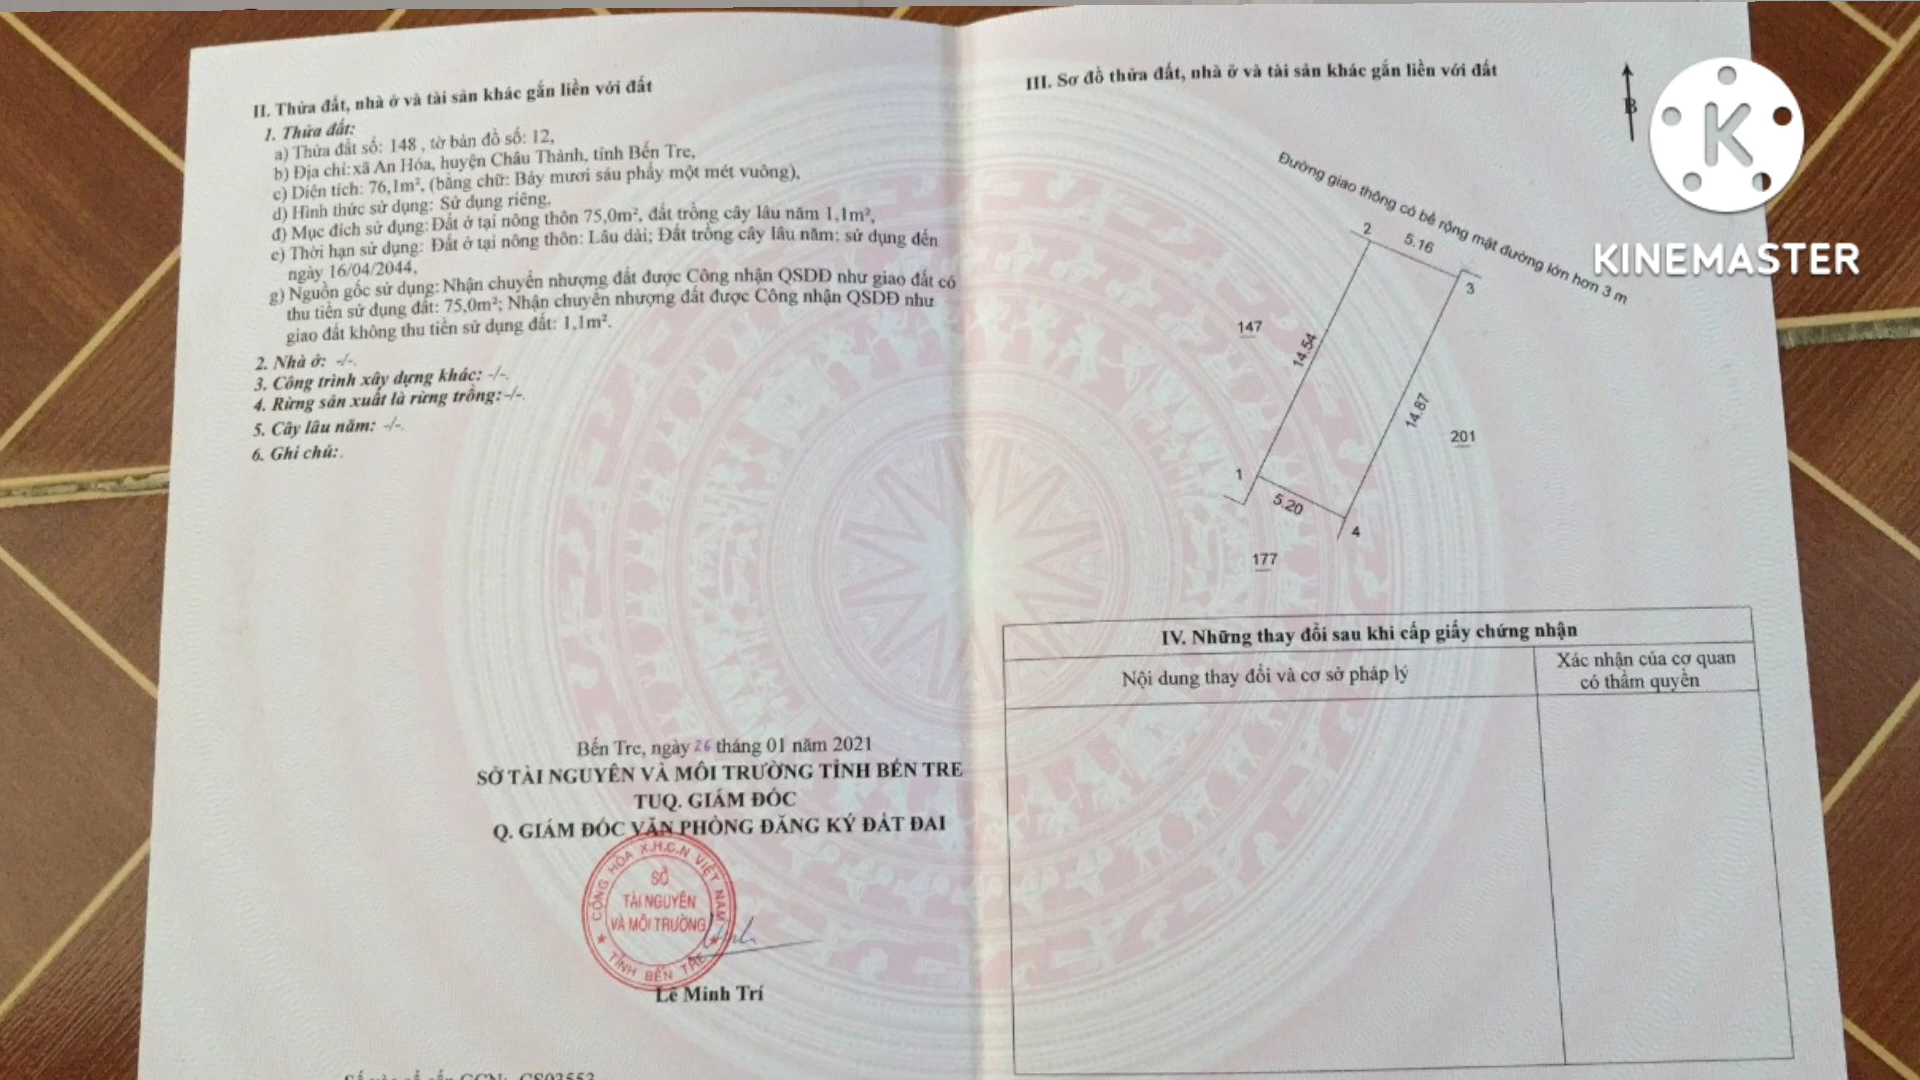 II. Thửa đất, nhà ở và tài sản khác gắn liền với đất
1. Thửa đất:
a) Thửa đất số: 148 , tờ bản đồ số: 12,
b) Địa chỉ: xã An Hóa, huyện Châu Thành, tỉnh Bến Tre,
c) Diện tích: 76,1m², (bằng chữ: Bảy mươi sáu phẩy một mét vuông),
d) Hình thức sử dụng: Sử dụng riêng,
đ) Mục đích sử dụng: Đất ở tại nông thôn 75,0m², đất trồng cây lâu năm 1,1m²,
e) Thời hạn sử dụng: Đất ở tại nông thôn: Lâu dài; Đất trồng cây lâu năm: sử dụng đến
ngày 16/04/2044,
g) Nguồn gốc sử dụng: Nhận chuyển nhượng đất được Công nhận QSDĐ như giao đất có
thu tiền sử dụng đất: 75,0m²; Nhận chuyển nhượng đất được Công nhận QSDĐ như
giao đất không thu tiền sử dụng đất: 1,1m².
2. Nhà ở: -/-.
3. Công trình xây dựng khác: -/-.
4. Rừng sản xuất là rừng trồng: -/-.
5. Cây lâu năm: -/-.
6. Ghi chú: .
Bến Tre, ngày 26 tháng 01 năm 2021
SỞ TÀI NGUYÊN VÀ MÔI TRƯỜNG TỈNH BẾN TRE
TUQ. GIÁM ĐỐC
Q. GIÁM ĐỐC VĂN PHÒNG ĐĂNG KÝ ĐẤT ĐAI
CỘNG HÒA X.H.C.N VIỆT NAM
SỞ
TÀI NGUYÊN
VÀ MÔI TRƯỜNG
★ TỈNH BẾN TRE ★
Lê Minh Trí
Số vào sổ cấp GCN: CS03553
III. Sơ đồ thửa đất, nhà ở và tài sản khác gắn liền với đất
B
K
KINEMASTER
Đường giao thông có bề rộng mặt đường lớn hơn 3 m
2
5.16
3
147
14.54
14.87
201
1
5.20
4
177
IV. Những thay đổi sau khi cấp giấy chứng nhận
Nội dung thay đổi và cơ sở pháp lý
Xác nhận của cơ quan
có thẩm quyền